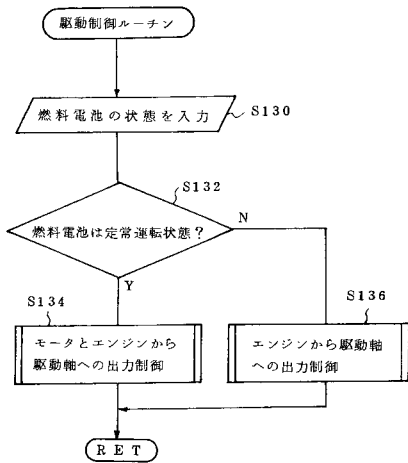 駆動制御ルーチン
燃料電池の状態を入力
S130
S132
燃料電池は定常運転状態？
N
Y
S134
モータとエンジンから
駆動軸への出力制御
S136
エンジンから駆動軸
への出力制御
RET